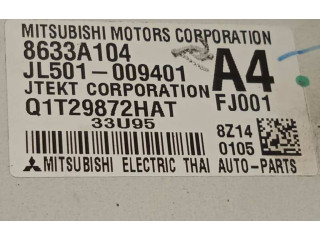 MITSUBISHI MOTORS CORPORATION
8633A104
JL501-009401
A4
JTEKT CORPORATION
Q1T29872HAT
FJ001
33U95
8Z14
0105
MITSUBISHI ELECTRIC THAI AUTO-PARTS